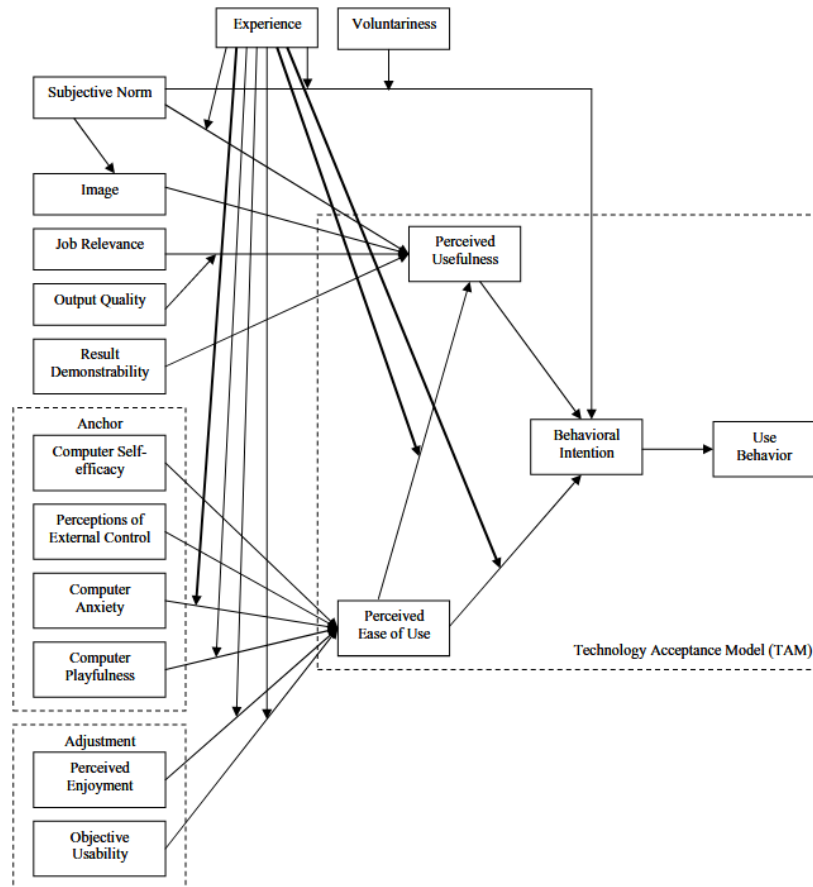 Experience
Voluntariness
Subjective Norm
Image
Job Relevance
Output Quality
Result
Demonstrability
Perceived
Usefulness
Anchor
Computer Self-
efficacy
Perceptions of
External Control
Computer
Anxiety
Computer
Playfulness
Behavioral
Intention
Use
Behavior
Perceived
Ease of Use
Technology Acceptance Model (TAM)
Adjustment
Perceived
Enjoyment
Objective
Usability